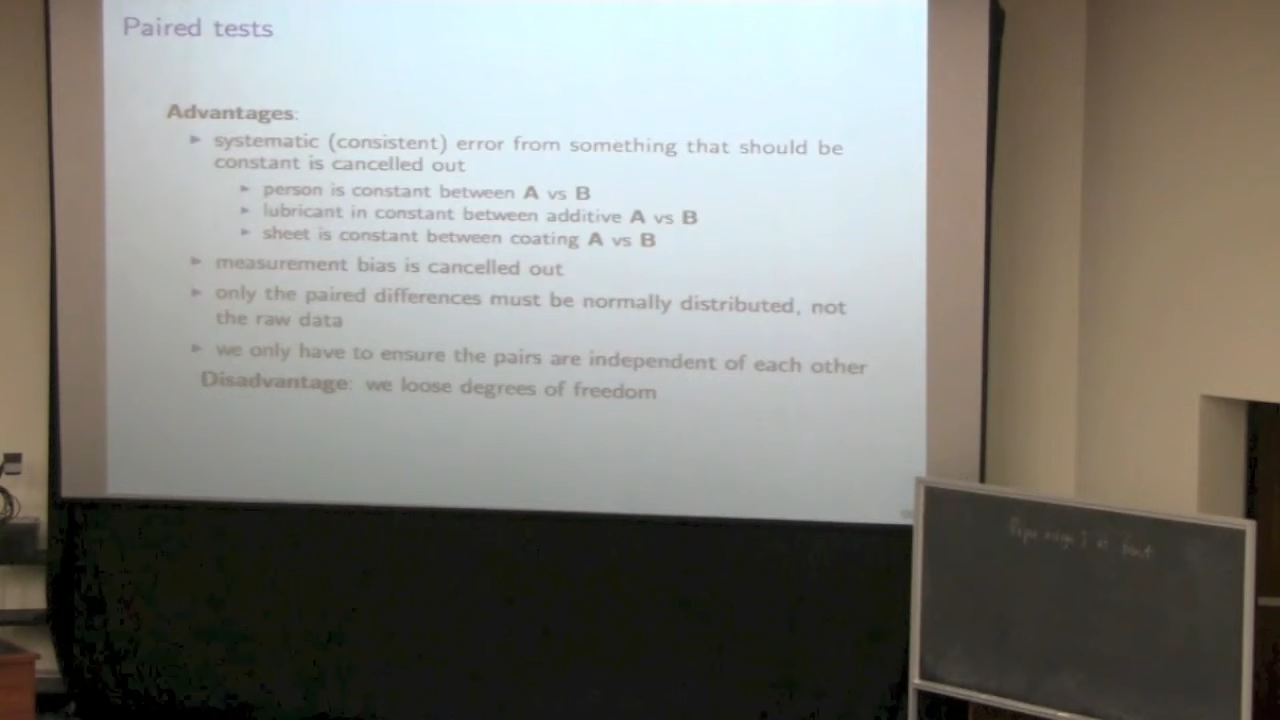 Paired tests
Advantages:
systematic (consistent) error from something that should be
constant is cancelled out
person is constant between A vs B
lubricant in constant between additive A vs B
sheet is constant between coating A vs B
measurement bias is cancelled out
only the paired differences must be normally distributed, not
the raw data
we only have to ensure the pairs are independent of each other
Disadvantage: we loose degrees of freedom